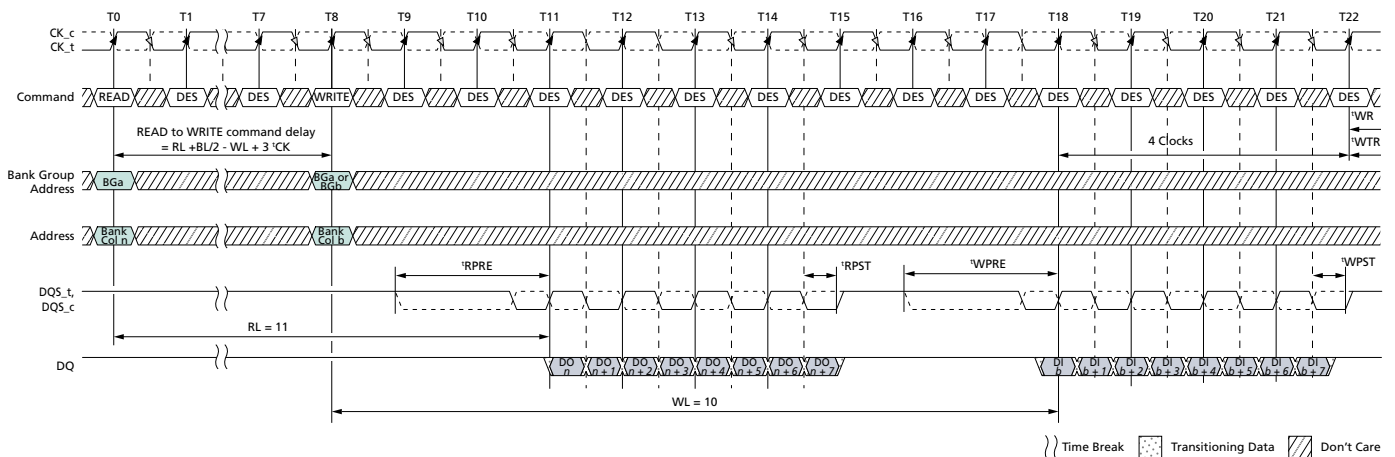 T0 T1 T7 T8 T9 T10 T11 T12 T13 T14 T15 T16 T17 T18 T19 T20 T21 T22
CK_c
CK_t
Command READ DES DES WRITE DES DES DES DES DES DES DES DES DES DES DES DES DES DES
READ to WRITE command delay
= RL +BL/2 - WL + 3 tCK
tWR
4 Clocks tWTR
Bank Group
Address
BGa
BGa or
BGb
Address
Bank
Col n
Bank
Col b
tRPRE tRPST tWPRE tWPST
DQS_t,
DQS_c
RL = 11
DQ
DO
n
DO
n + 1
DO
n + 2
DO
n + 3
DO
n + 4
DO
n + 5
DO
n + 6
DO
n + 7
DI
b
DI
b + 1
DI
b + 2
DI
b + 3
DI
b + 4
DI
b + 5
DI
b + 6
DI
b + 7
WL = 10
Time Break Transitioning Data Don't Care